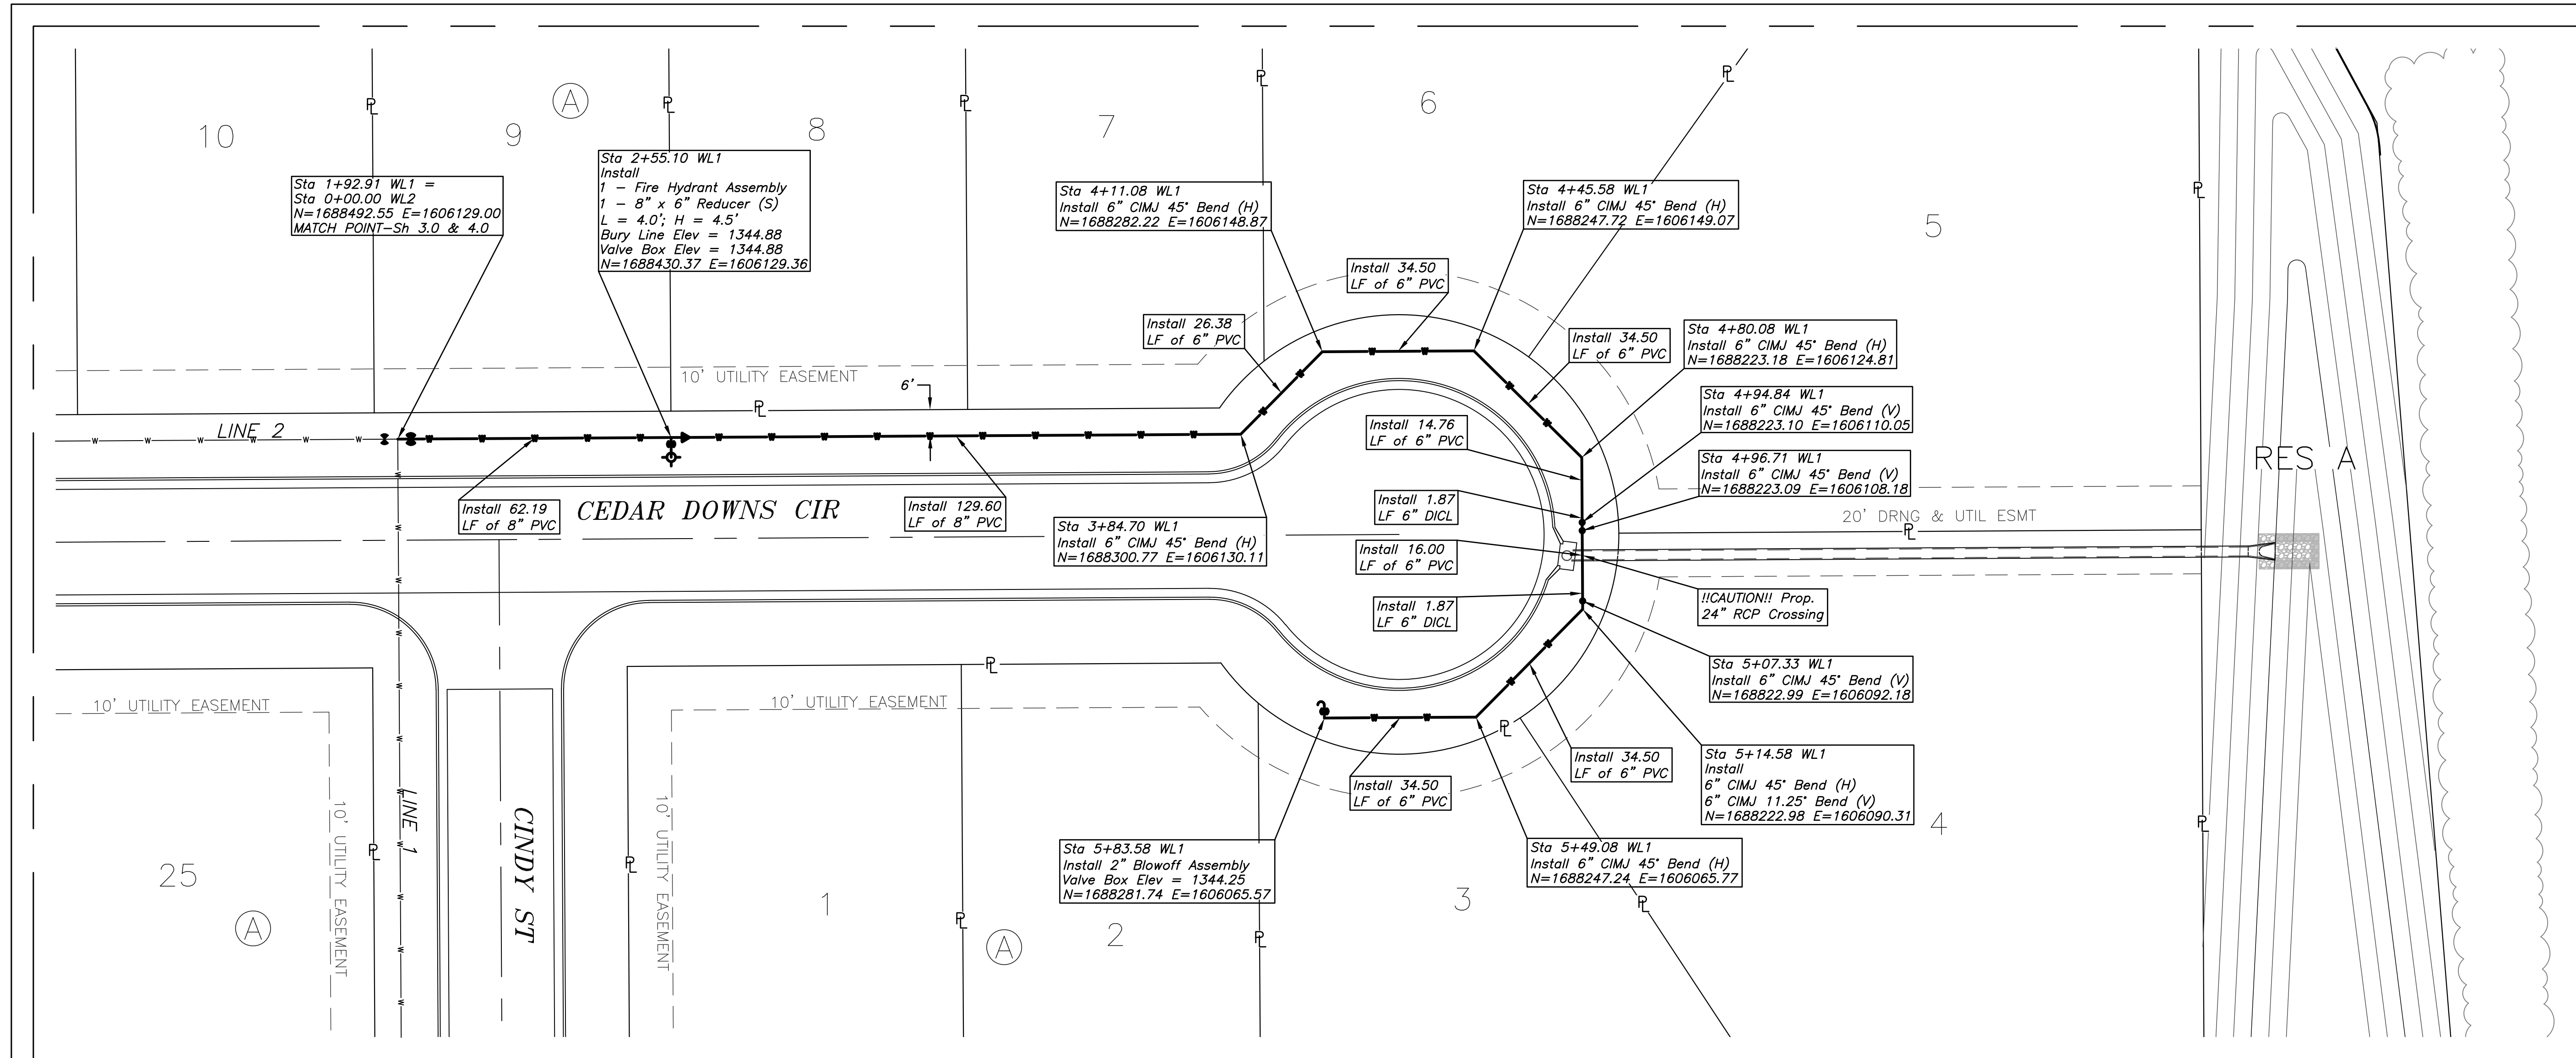 10
9
A
8
7
6
5
Sta 1+92.91 WL1 =
Sta 0+00.00 WL2
N=1688492.55 E=1606129.00
MATCH POINT-Sh 3.0 & 4.0
Sta 2+55.10 WL1
Install
1 - Fire Hydrant Assembly
1 - 8" x 6" Reducer (S)
L = 4.0'; H = 4.5'
Bury Line Elev = 1344.88
Valve Box Elev = 1344.88
N=1688430.37 E=1606129.36
Sta 4+11.08 WL1
Install 6" CIMJ 45° Bend (H)
N=1688282.22 E=1606148.87
Sta 4+45.58 WL1
Install 6" CIMJ 45° Bend (H)
N=1688247.72 E=1606149.07
Install 34.50
LF of 6" PVC
Install 26.38
LF of 6" PVC
Install 34.50
LF of 6" PVC
Sta 4+80.08 WL1
Install 6" CIMJ 45° Bend (H)
N=1688223.18 E=1606124.81
10' UTILITY EASEMENT
6'
LINE 2
Sta 4+94.84 WL1
Install 6" CIMJ 45° Bend (V)
N=1688223.10 E=1606110.05
Install 14.76
LF of 6" PVC
Sta 4+96.71 WL1
Install 6" CIMJ 45° Bend (V)
N=1688223.09 E=1606108.18
RES A
Install 62.19
LF of 8" PVC
CEDAR DOWNS CIR
Install 129.60
LF of 8" PVC
Install 1.87
LF 6" DICL
20' DRNG & UTIL ESMT
Sta 3+84.70 WL1
Install 6" CIMJ 45° Bend (H)
N=1688300.77 E=1606130.11
Install 16.00
LF of 6" PVC
Install 1.87
LF 6" DICL
!!CAUTION!! Prop.
24" RCP Crossing
Sta 5+07.33 WL1
Install 6" CIMJ 45° Bend (V)
N=168822.99 E=1606092.18
10' UTILITY EASEMENT
10' UTILITY EASEMENT
Install 34.50
LF of 6" PVC
Install 34.50
LF of 6" PVC
Sta 5+14.58 WL1
Install
6" CIMJ 45° Bend (H)
6" CIMJ 11.25° Bend (V)
N=1688222.98 E=1606090.31
4
10' UTILITY EASEMENT
LINE 1
CINDY ST
10' UTILITY EASEMENT
Sta 5+83.58 WL1
Install 2" Blowoff Assembly
Valve Box Elev = 1344.25
N=1688281.74 E=1606065.57
Sta 5+49.08 WL1
Install 6" CIMJ 45° Bend (H)
N=1688247.24 E=1606065.77
25
A
1
A
2
3